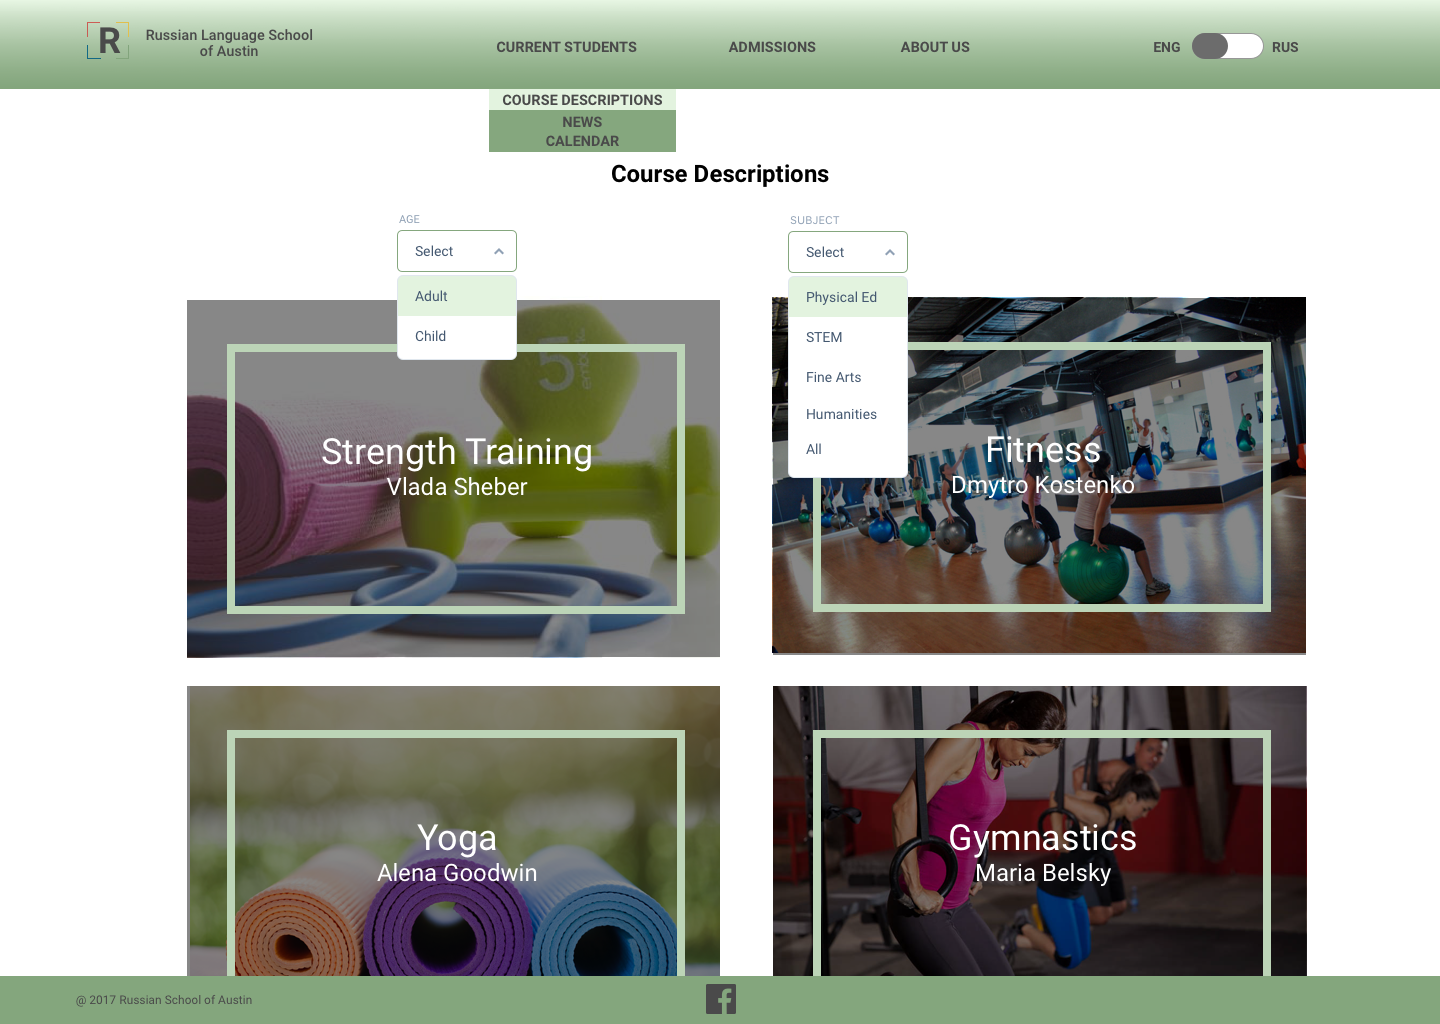 R
Russian Language School
of Austin
CURRENT STUDENTS
ADMISSIONS
ABOUT US
ENG
RUS
COURSE DESCRIPTIONS
NEWS
CALENDAR
Course Descriptions
AGE
Select
Adult
Child
SUBJECT
Select
Physical Ed
STEM
Fine Arts
Humanities
All
5
Strength Training
Vlada Sheber
Fitness
Dmytro Kostenko
Yoga
Alena Goodwin
Gymnastics
Maria Belsky
@ 2017 Russian School of Austin
f